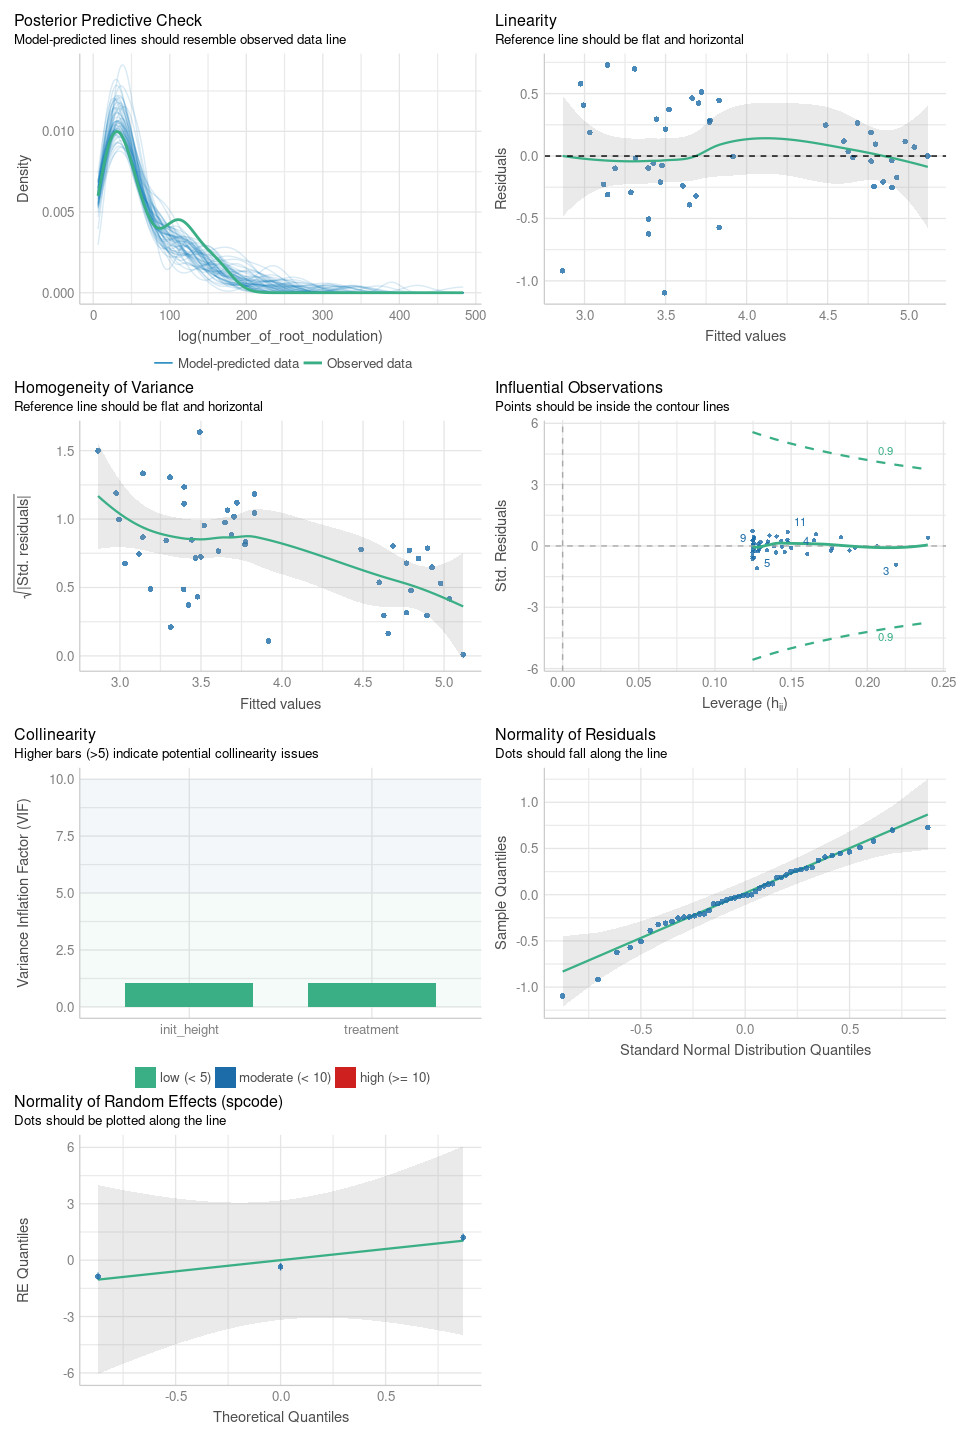 Posterior Predictive Check
Model-predicted lines should resemble observed data line
Density
0.010
0.005
0.000
0
100
200
300
400
500
log(number_of_root_nodulation)
Model-predicted data
Observed data
Linearity
Reference line should be flat and horizontal
Residuals
0.5
0.0
-0.5
-1.0
3.0
3.5
4.0
4.5
5.0
Fitted values
Homogeneity of Variance
Reference line should be flat and horizontal
√|Std. residuals|
1.5
1.0
0.5
0.0
3.0
3.5
4.0
4.5
5.0
Fitted values
Influential Observations
Points should be inside the contour lines
Std. Residuals
6
3
0
-3
-6
0.9
11
9
4
5
3
0.9
0.00
0.05
0.10
0.15
0.20
0.25
Leverage (hii)
Collinearity
Higher bars (>5) indicate potential collinearity issues
Variance Inflation Factor (VIF)
10.0
7.5
5.0
2.5
0.0
init_height
treatment
low (< 5)
moderate (< 10)
high (>= 10)
Normality of Residuals
Dots should fall along the line
Sample Quantiles
1.0
0.5
0.0
-0.5
-1.0
-0.5
0.0
0.5
Standard Normal Distribution Quantiles
Normality of Random Effects (spcode)
Dots should be plotted along the line
RE Quantiles
6
3
0
-3
-6
-0.5
0.0
0.5
Theoretical Quantiles